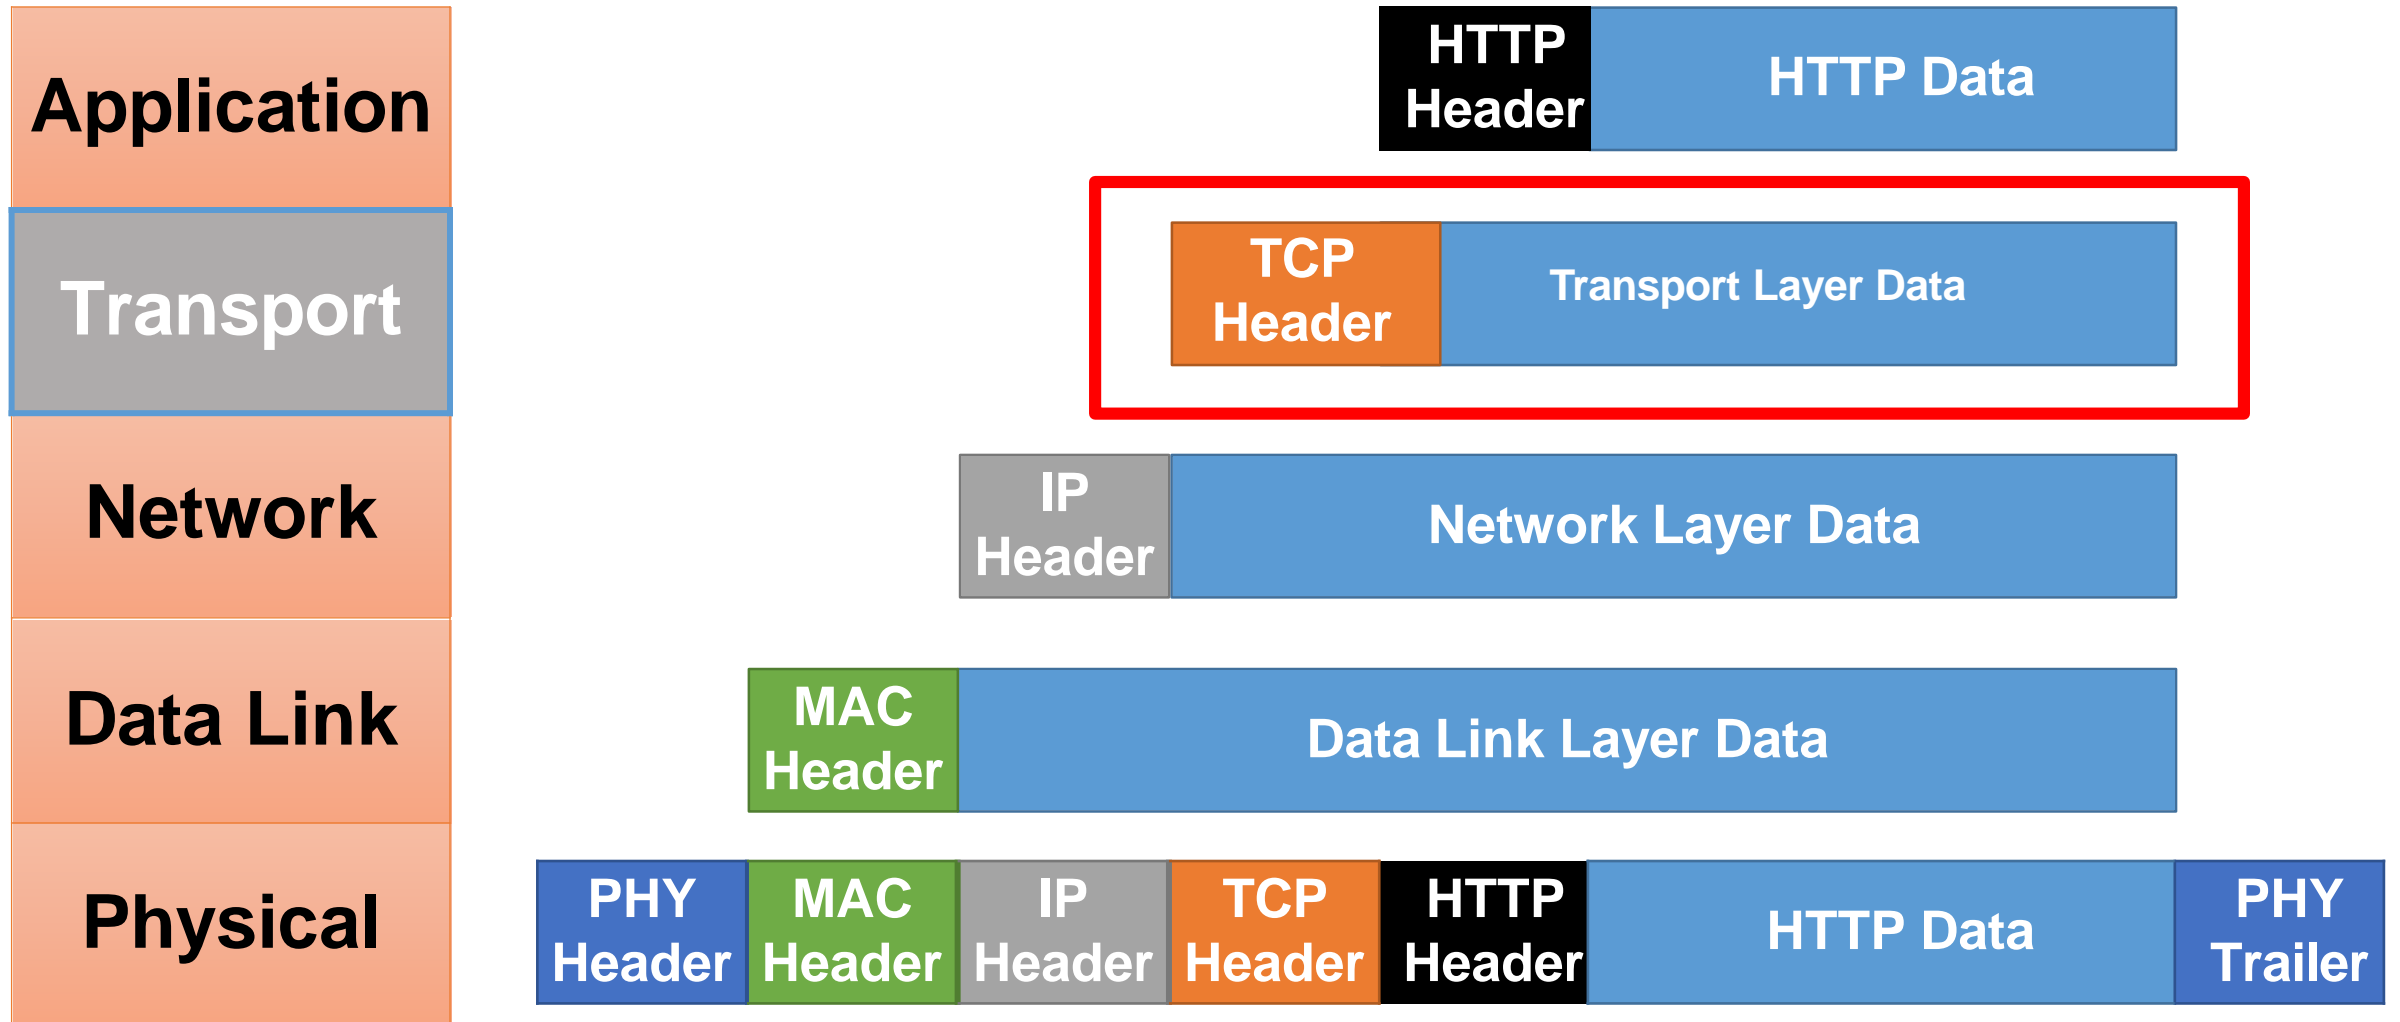 Application
HTTP
Header
HTTP Data
Transport
TCP
Header
Transport Layer Data
Network
IP
Header
Network Layer Data
Data Link
MAC
Header
Data Link Layer Data
Physical
PHY
Header
MAC
Header
IP
Header
TCP
Header
HTTP
Header
HTTP Data
PHY
Trailer